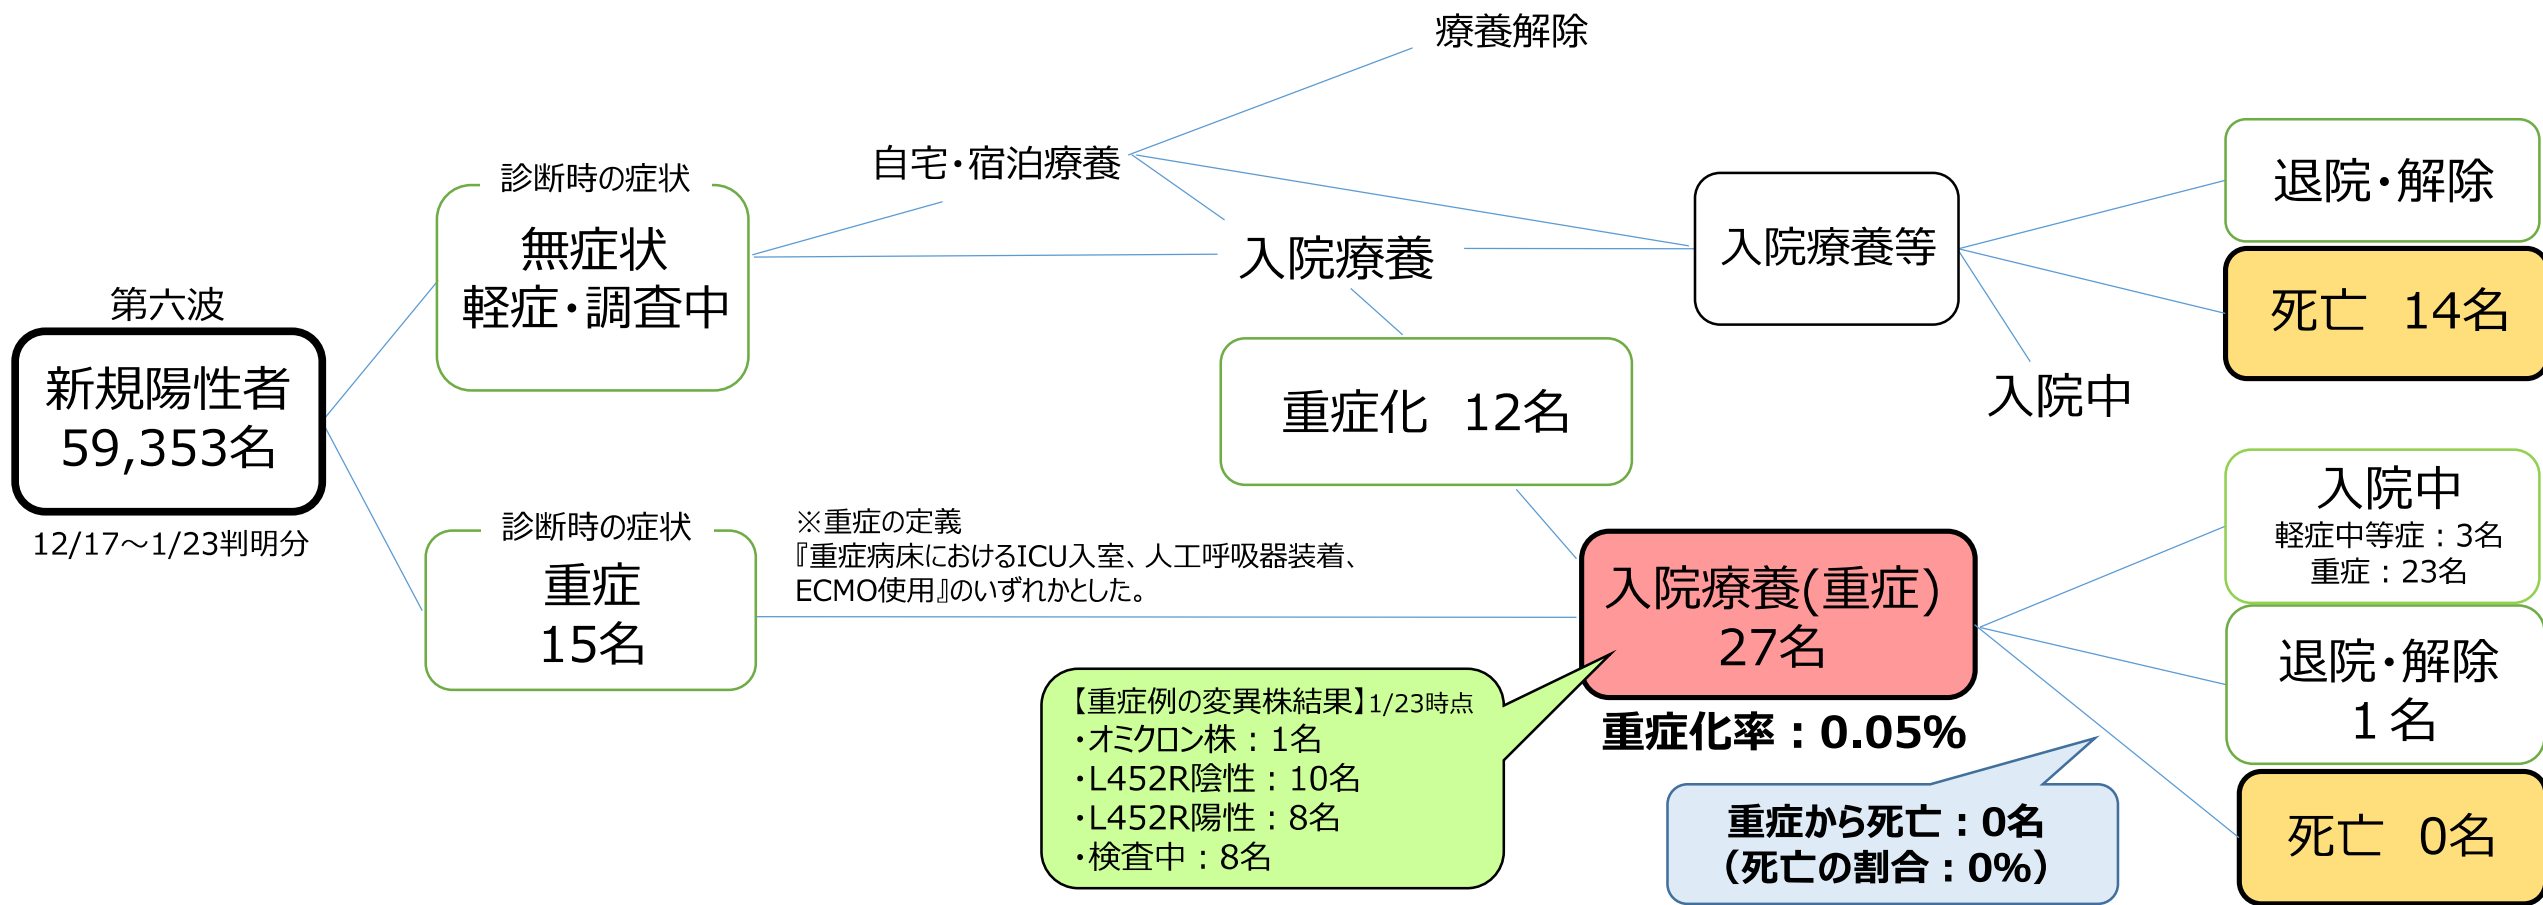 第六波
新規陽性者
59,353名
12/17～1/23判明分
診断時の症状
無症状
軽症・調査中
診断時の症状
重症
15名
自宅・宿泊療養
療養解除
入院療養
重症化　12名
※重症の定義
『重症病床におけるICU入室、人工呼吸器装着、
ECMO使用』のいずれかとした。
入院療養等
退院・解除
死亡　14名
入院中
入院療養(重症)
27名
重症化率：0.05%
【重症例の変異株結果】1/23時点
・オミクロン株：1名
・L452R陰性：10名
・L452R陽性：8名
・検査中：8名
重症から死亡：0名
（死亡の割合：0%）
入院中
軽症中等症：3名
重症：23名
退院・解除
１名
死亡　0名